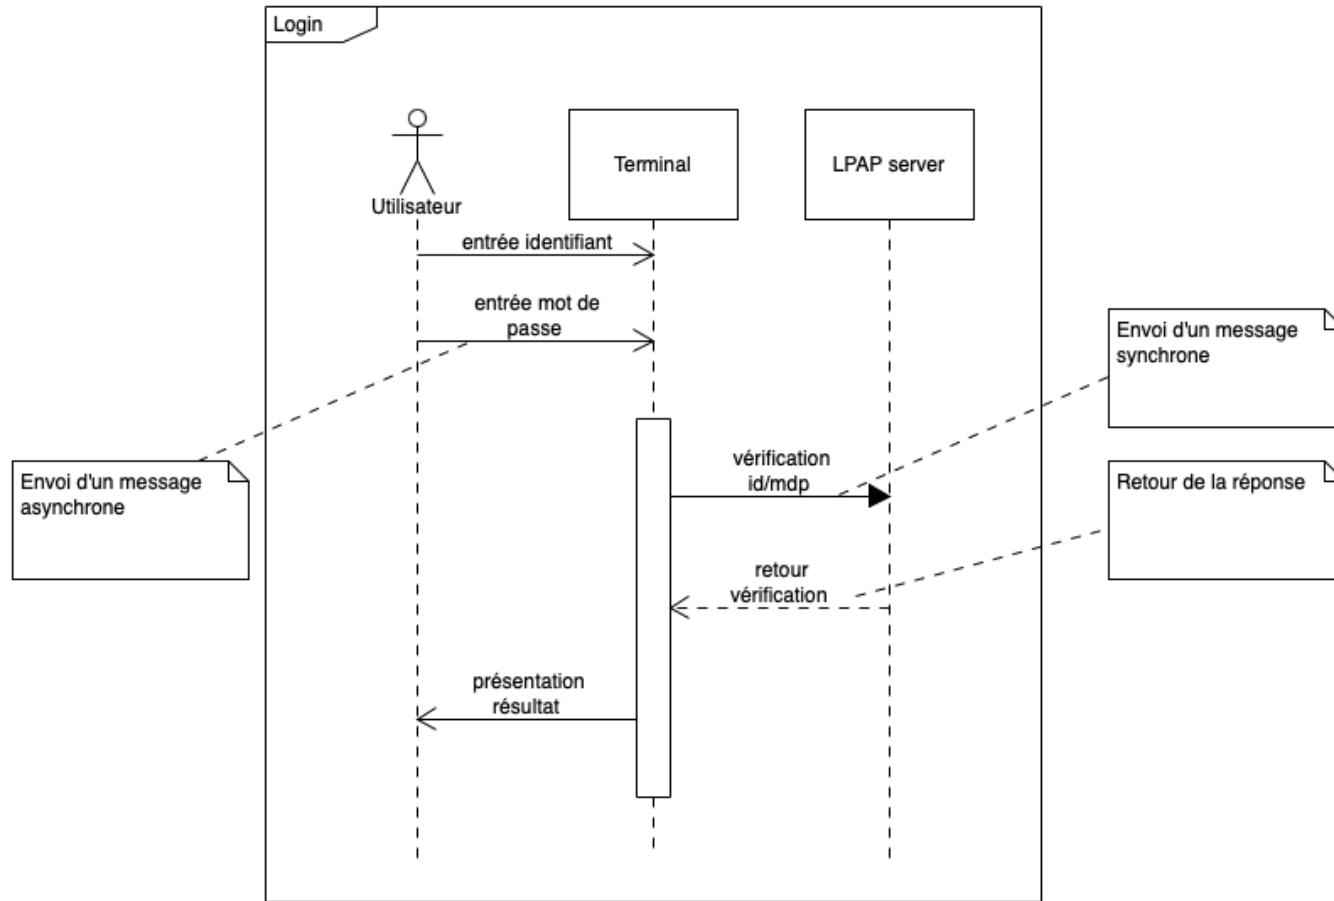 Login
Utilisateur
Terminal
LPAP server
entrée identifiant
entrée mot de
passe
Envoi d'un message
synchrone
vérification
id/mdp
Envoi d'un message
asynchrone
Retour de la réponse
retour
vérification
présentation
résultat